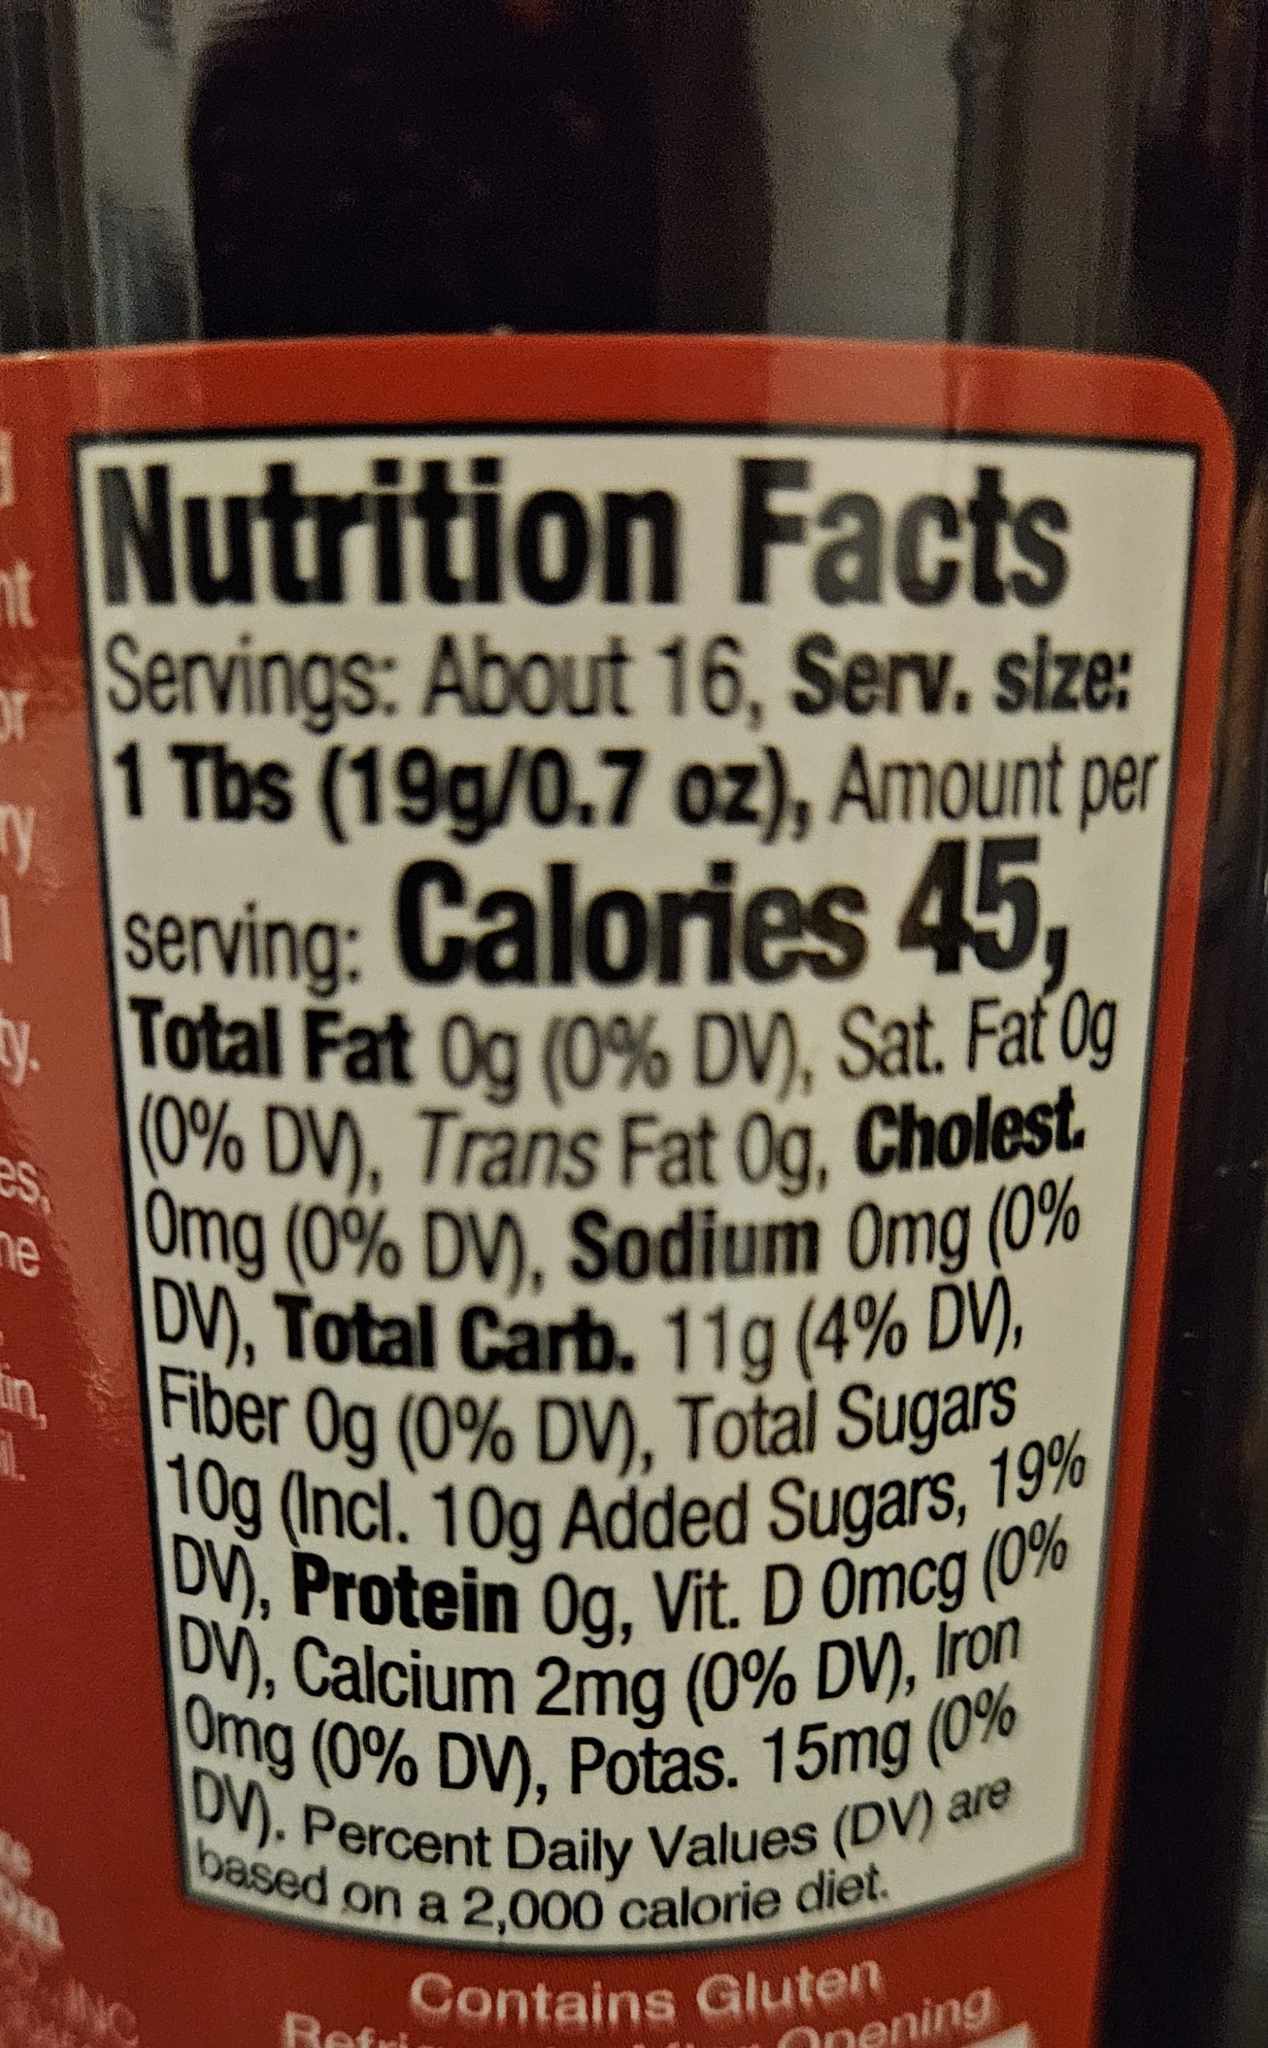 Nutrition Facts
Servings: About 16, Serv. size:
1 Tbs (19g/0.7 oz), Amount per
serving: Calories 45,
Total Fat 0g (0% DV), Sat. Fat 0g
(0% DV), Trans Fat 0g, Cholest.
0mg (0% DV), Sodium 0mg (0%
DV), Total Carb. 11g (4% DV),
Fiber 0g (0% DV), Total Sugars
10g (Incl. 10g Added Sugars, 19%
DV), Protein 0g, Vit. D 0mcg (0%
DV), Calcium 2mg (0% DV), Iron
0mg (0% DV), Potas. 15mg (0%
DV). Percent Daily Values (DV) are
based on a 2,000 calorie diet.
Contains Gluten
Opening